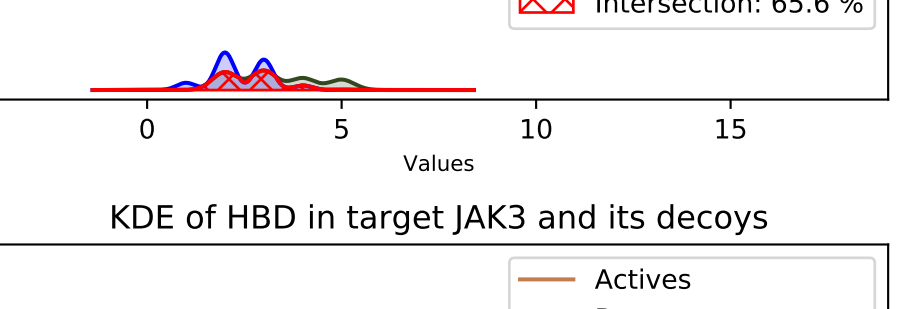 Intersection: 65.6 %
0 5 10 15
Values
KDE of HBD in target JAK3 and its decoys
Actives